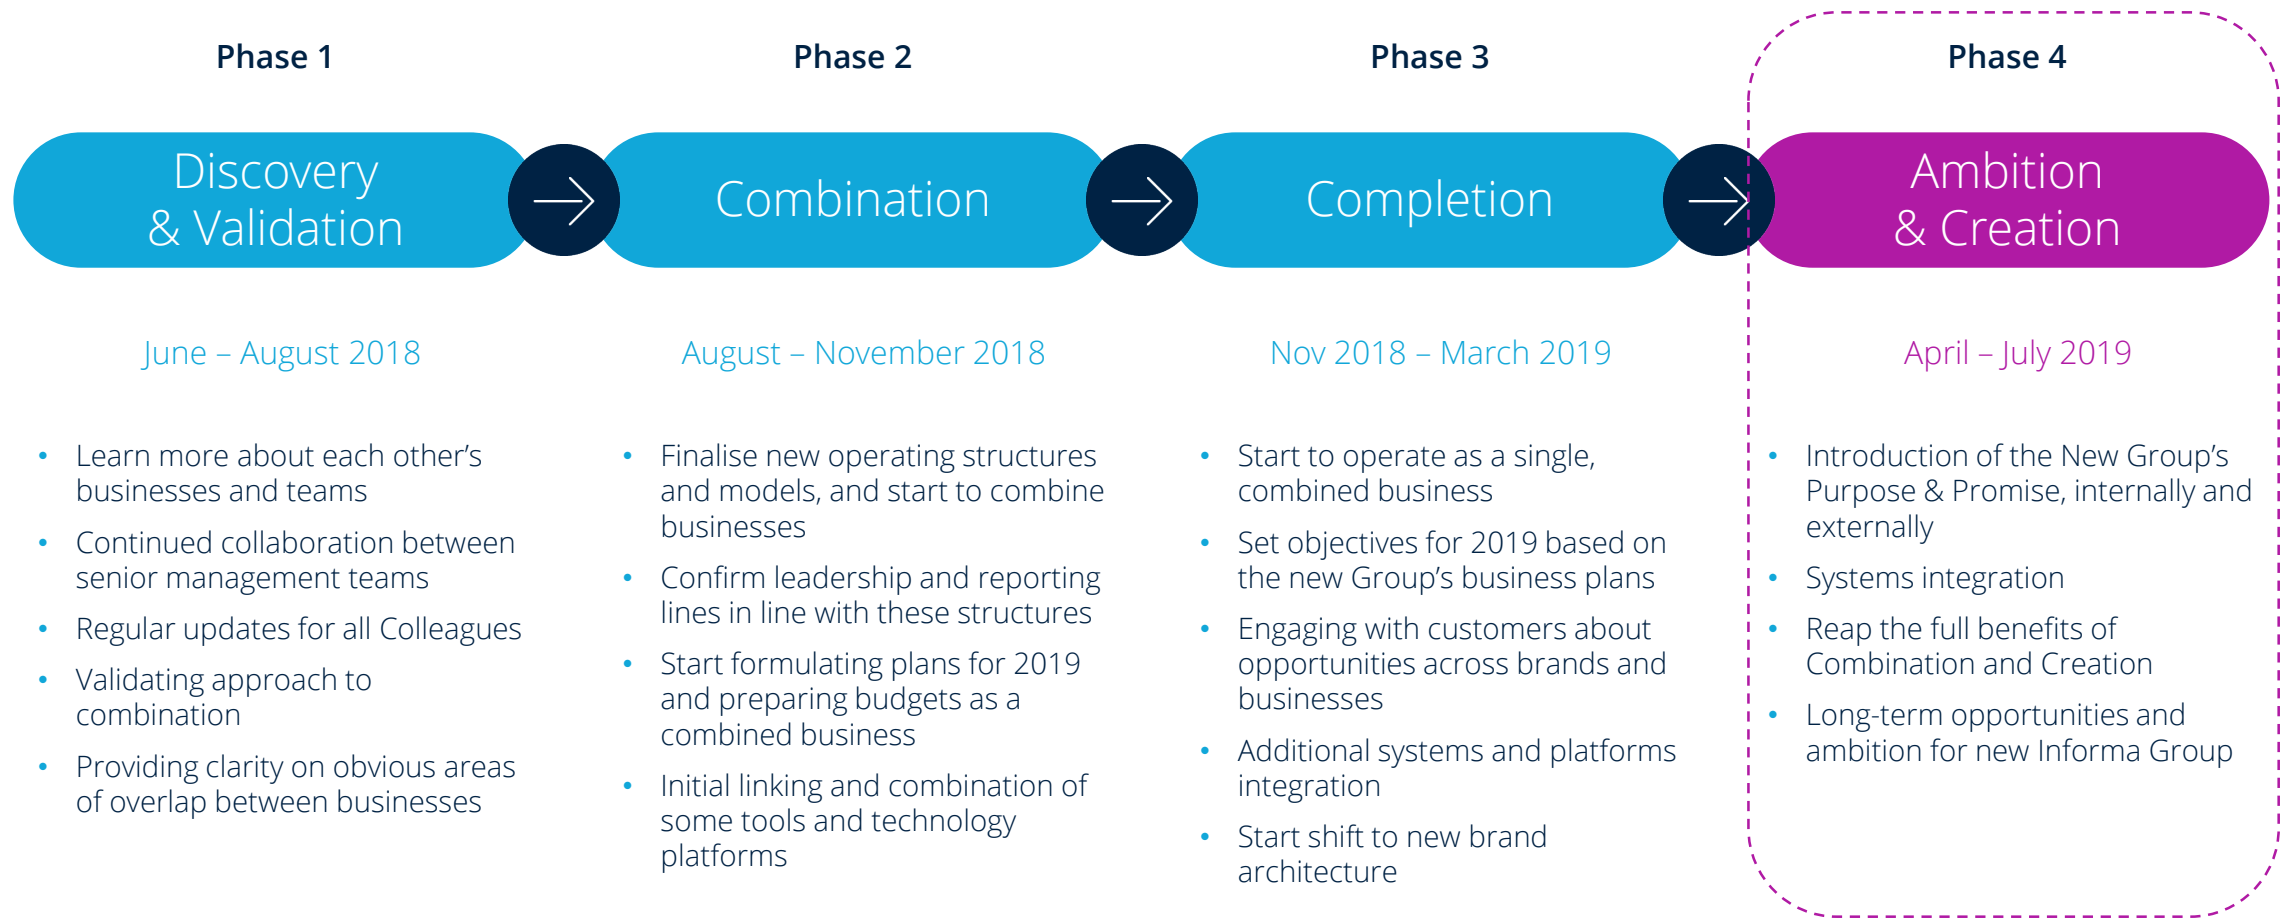 Phase 1
Discovery
& Validation
June – August 2018
• Learn more about each other’s
businesses and teams
• Continued collaboration between
senior management teams
• Regular updates for all Colleagues
• Validating approach to
combination
• Providing clarity on obvious areas
of overlap between businesses
Phase 2
Combination
August – November 2018
• Finalise new operating structures
and models, and start to combine
businesses
• Confirm leadership and reporting
lines in line with these structures
• Start formulating plans for 2019
and preparing budgets as a
combined business
• Initial linking and combination of
some tools and technology
platforms
Phase 3
Completion
Nov 2018 – March 2019
• Start to operate as a single,
combined business
• Set objectives for 2019 based on
the new Group’s business plans
• Engaging with customers about
opportunities across brands and
businesses
• Additional systems and platforms
integration
• Start shift to new brand
architecture
Phase 4
Ambition
& Creation
April – July 2019
• Introduction of the New Group’s
Purpose & Promise, internally and
externally
• Systems integration
• Reap the full benefits of
Combination and Creation
• Long-term opportunities and
ambition for new Informa Group